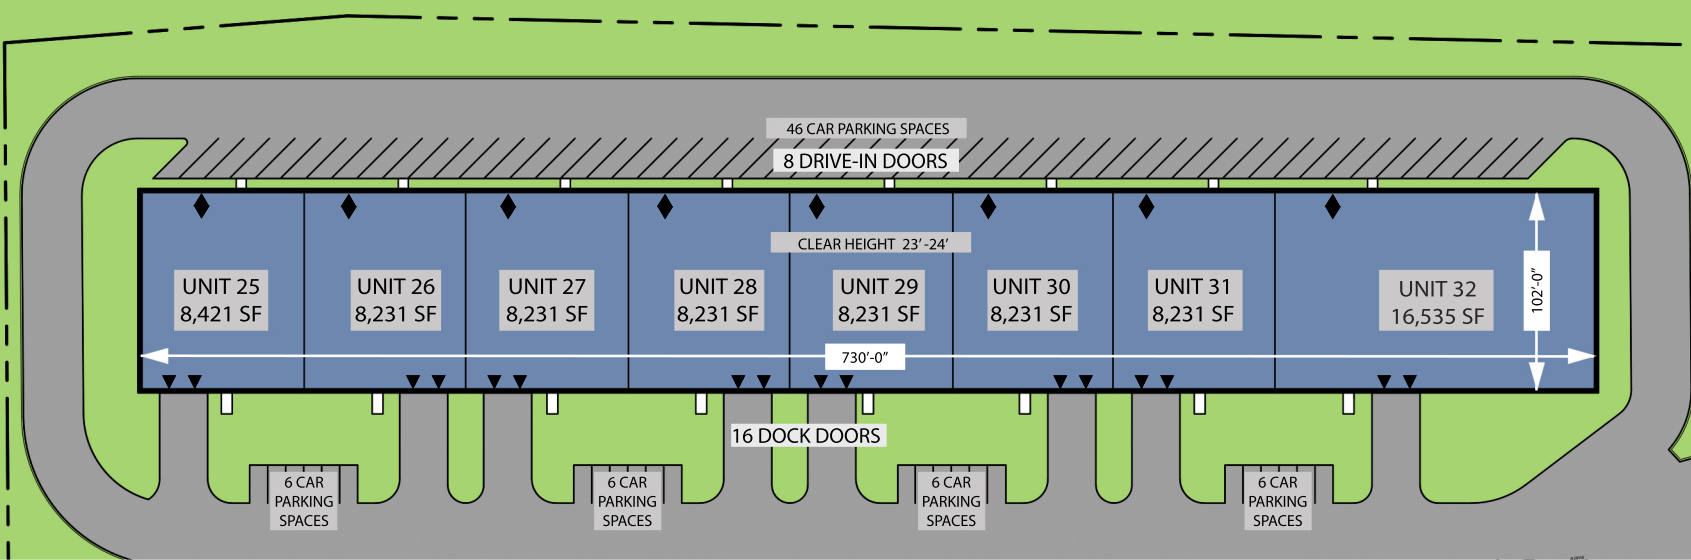 46 CAR PARKING SPACES
8 DRIVE-IN DOORS
CLEAR HEIGHT 23'-24'
UNIT 25
8,421 SF
UNIT 26
8,231 SF
UNIT 27
8,231 SF
UNIT 28
8,231 SF
UNIT 29
8,231 SF
UNIT 30
8,231 SF
UNIT 31
8,231 SF
UNIT 32
16,535 SF
102'-0"
730'-0"
16 DOCK DOORS
6 CAR
PARKING
SPACES
6 CAR
PARKING
SPACES
6 CAR
PARKING
SPACES
6 CAR
PARKING
SPACES